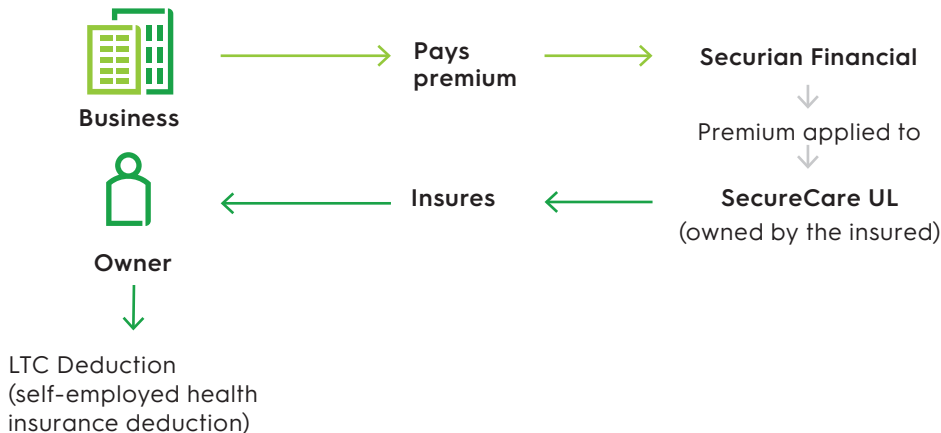 Business
Pays
premium
Securian Financial
Premium applied to
SecureCare UL
(owned by the insured)
Insures
Owner
LTC Deduction
(self-employed health
insurance deduction)